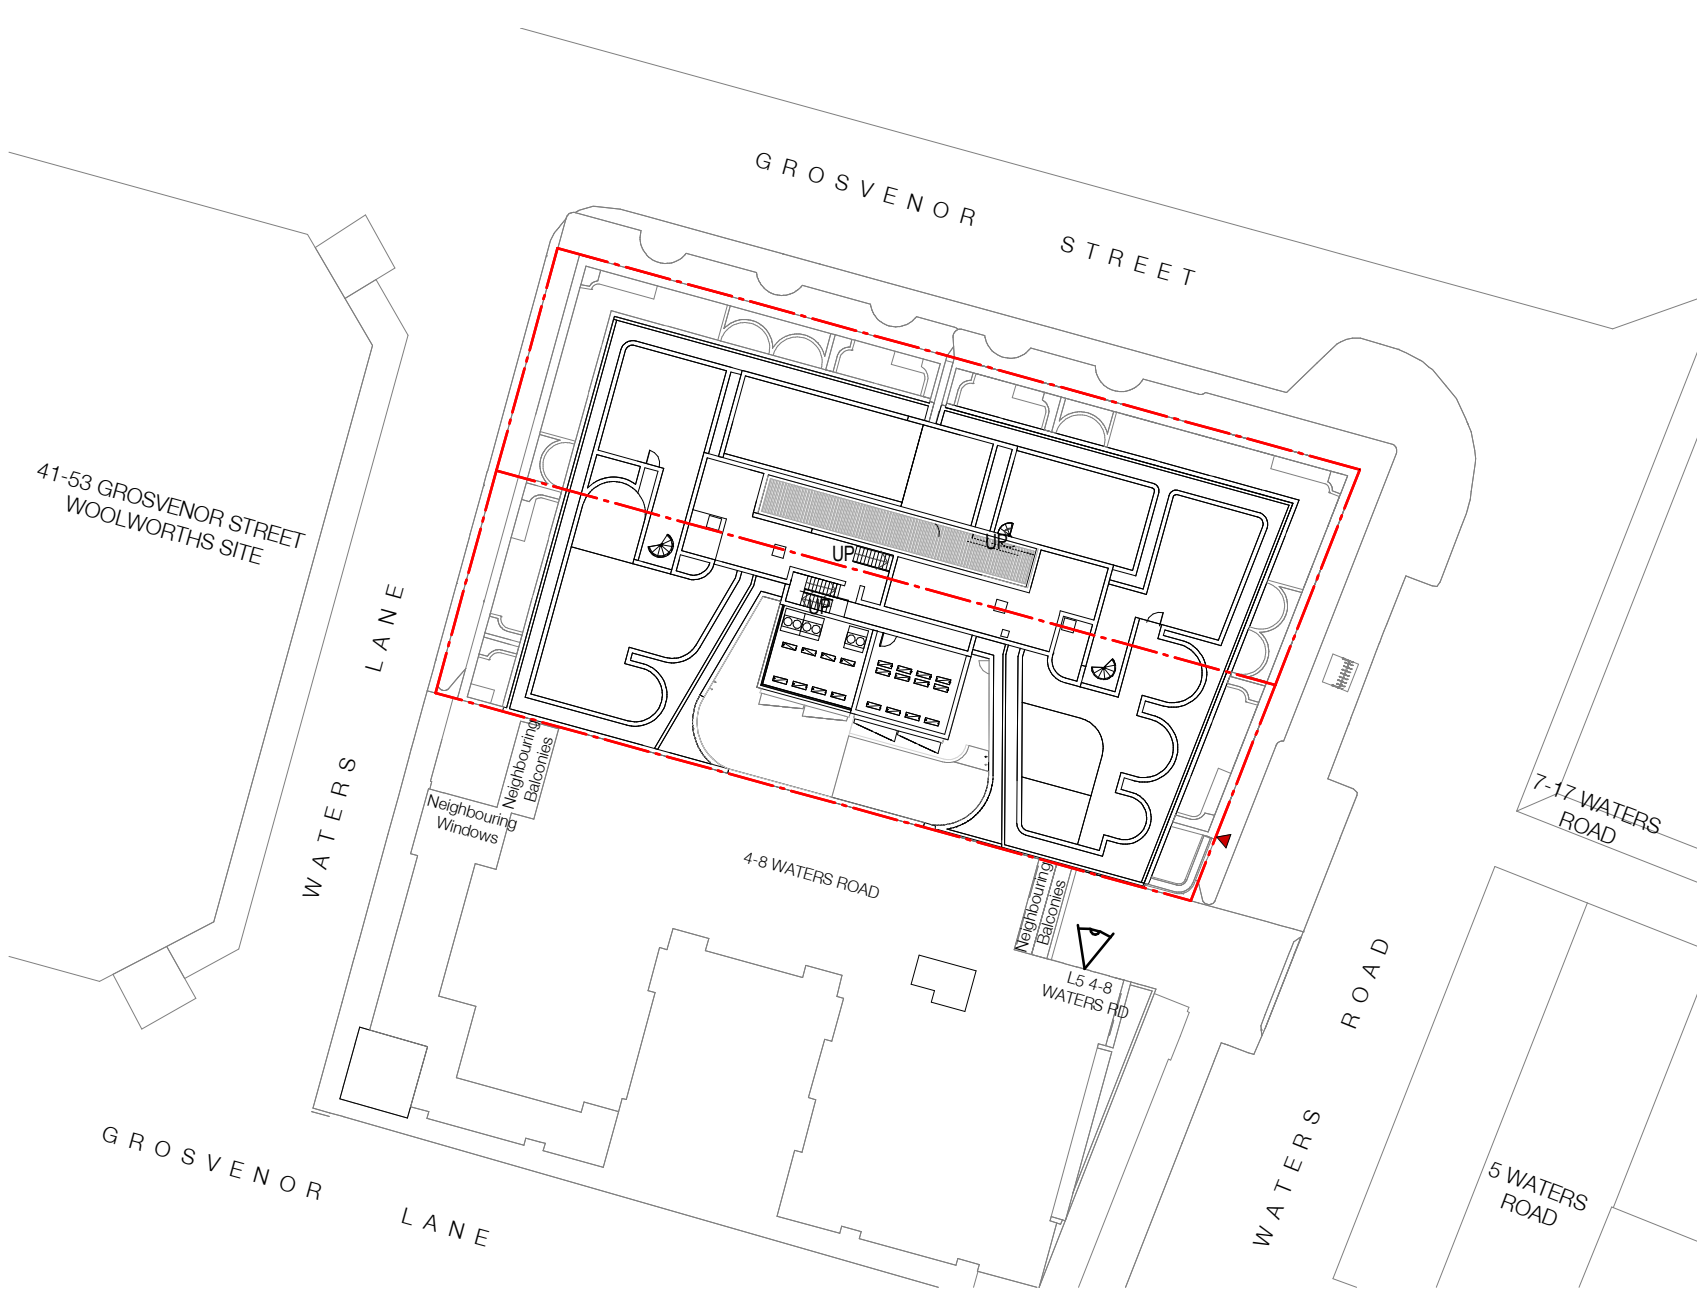 GROSVENOR STREET
41-53 GROSVENOR STREET
WOOLWORTHS SITE
WATERS LANE
UP
UP
UP
Neighbouring
Balconies
Neighbouring
Windows
4-8 WATERS ROAD
Neighbouring
Balconies
L5 4-8
WATERS RD
7-17 WATERS
ROAD
WATERS ROAD
5 WATERS
ROAD
GROSVENOR LANE